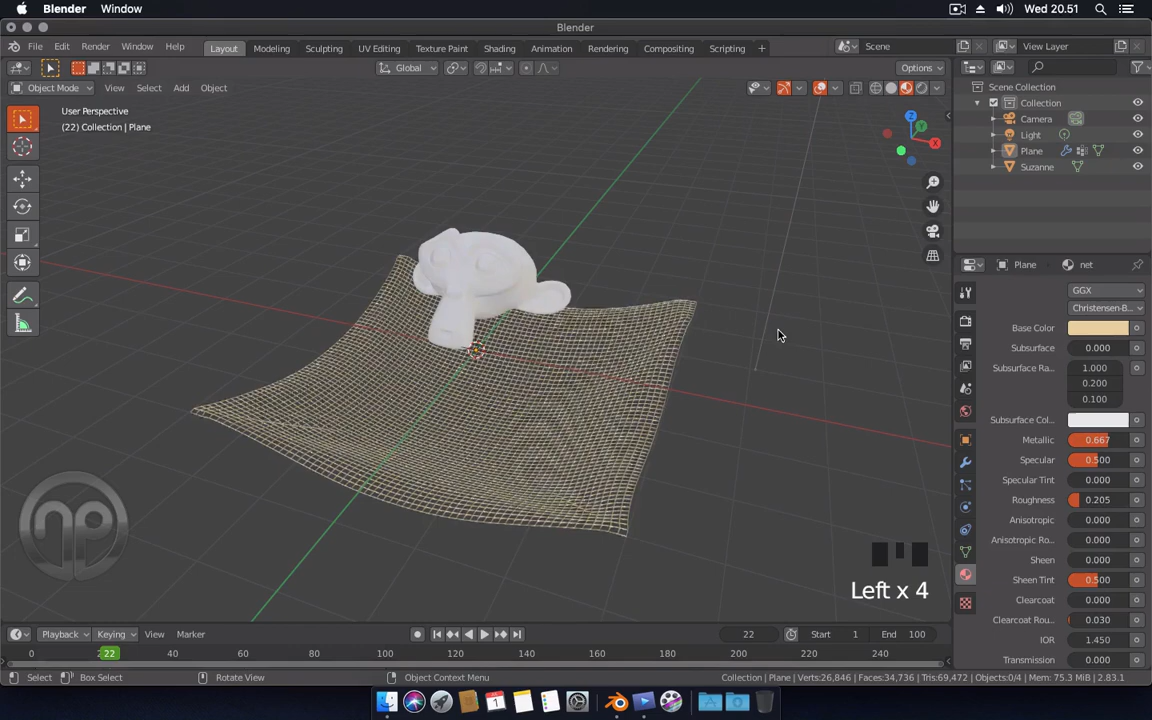 Blender Window Wed 20.51
Blender
File Edit Render Window Help Layout Modeling Sculpting UV Editing Texture Paint Shading Animation Rendering Compositing Scripting + Scene View Layer
Global Options
Object Mode View Select Add Object
User Perspective
(22) Collection | Plane
Z
Y
X
Scene Collection
Collection
Camera
Light
Plane
Suzanne
Plane net
GGX
Christensen-B...
Base Color
Subsurface 0.000
Subsurface Ra... 1.000
0.200
0.100
Subsurface Col...
Metallic 0.667
Specular 0.500
Specular Tint 0.000
Roughness 0.205
Anisotropic 0.000
Anisotropic Ro... 0.000
Sheen 0.000
Sheen Tint 0.500
Clearcoat 0.000
Clearcoat Rou... 0.030
IOR 1.450
Transmission 0.000
np
Left x 4
Playback Keying View Marker 22 Start 1 End 100
0 22 40 60 80 100 120 140 160 180 200 220 240
Select Box Select Rotate View Object Context Menu Collection | Plane | Verts:26,846 | Faces:34,736 | Tris:69,472 | Objects:0/4 | Mem: 75.3 MiB | 2.83.1
1